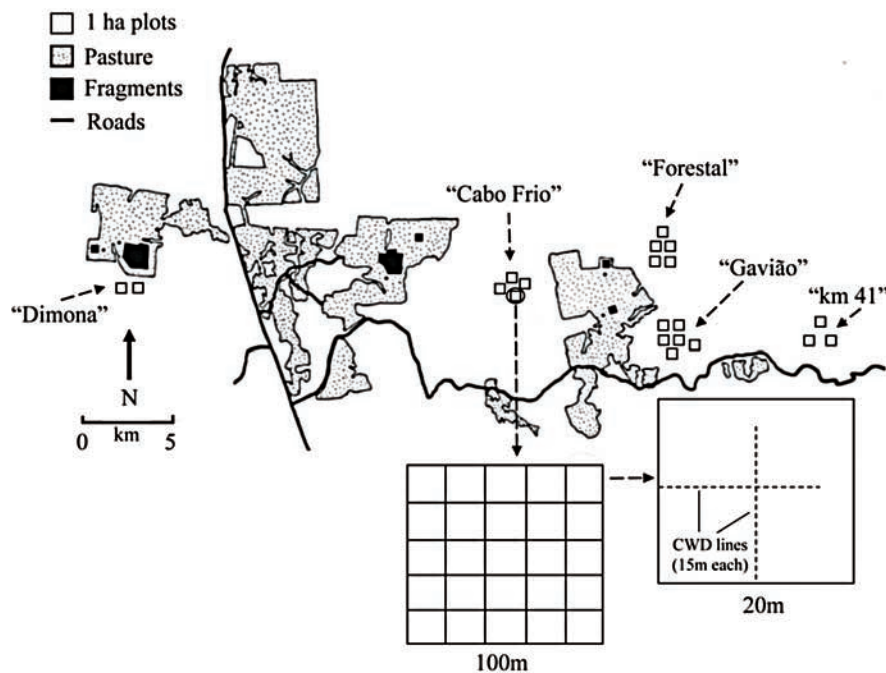 1 ha plots
Pasture
Fragments
Roads
“Cabo Frio”
“Forestal”
“Gavião”
“km 41”
“Dimona”
N
0 km 5
CWD lines
(15m each)
20m
100m